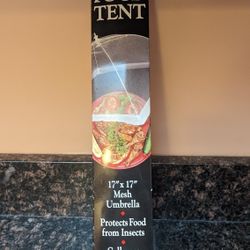 TENT
17" x 17"
Mesh
Umbrella
Protects Food
from Insects